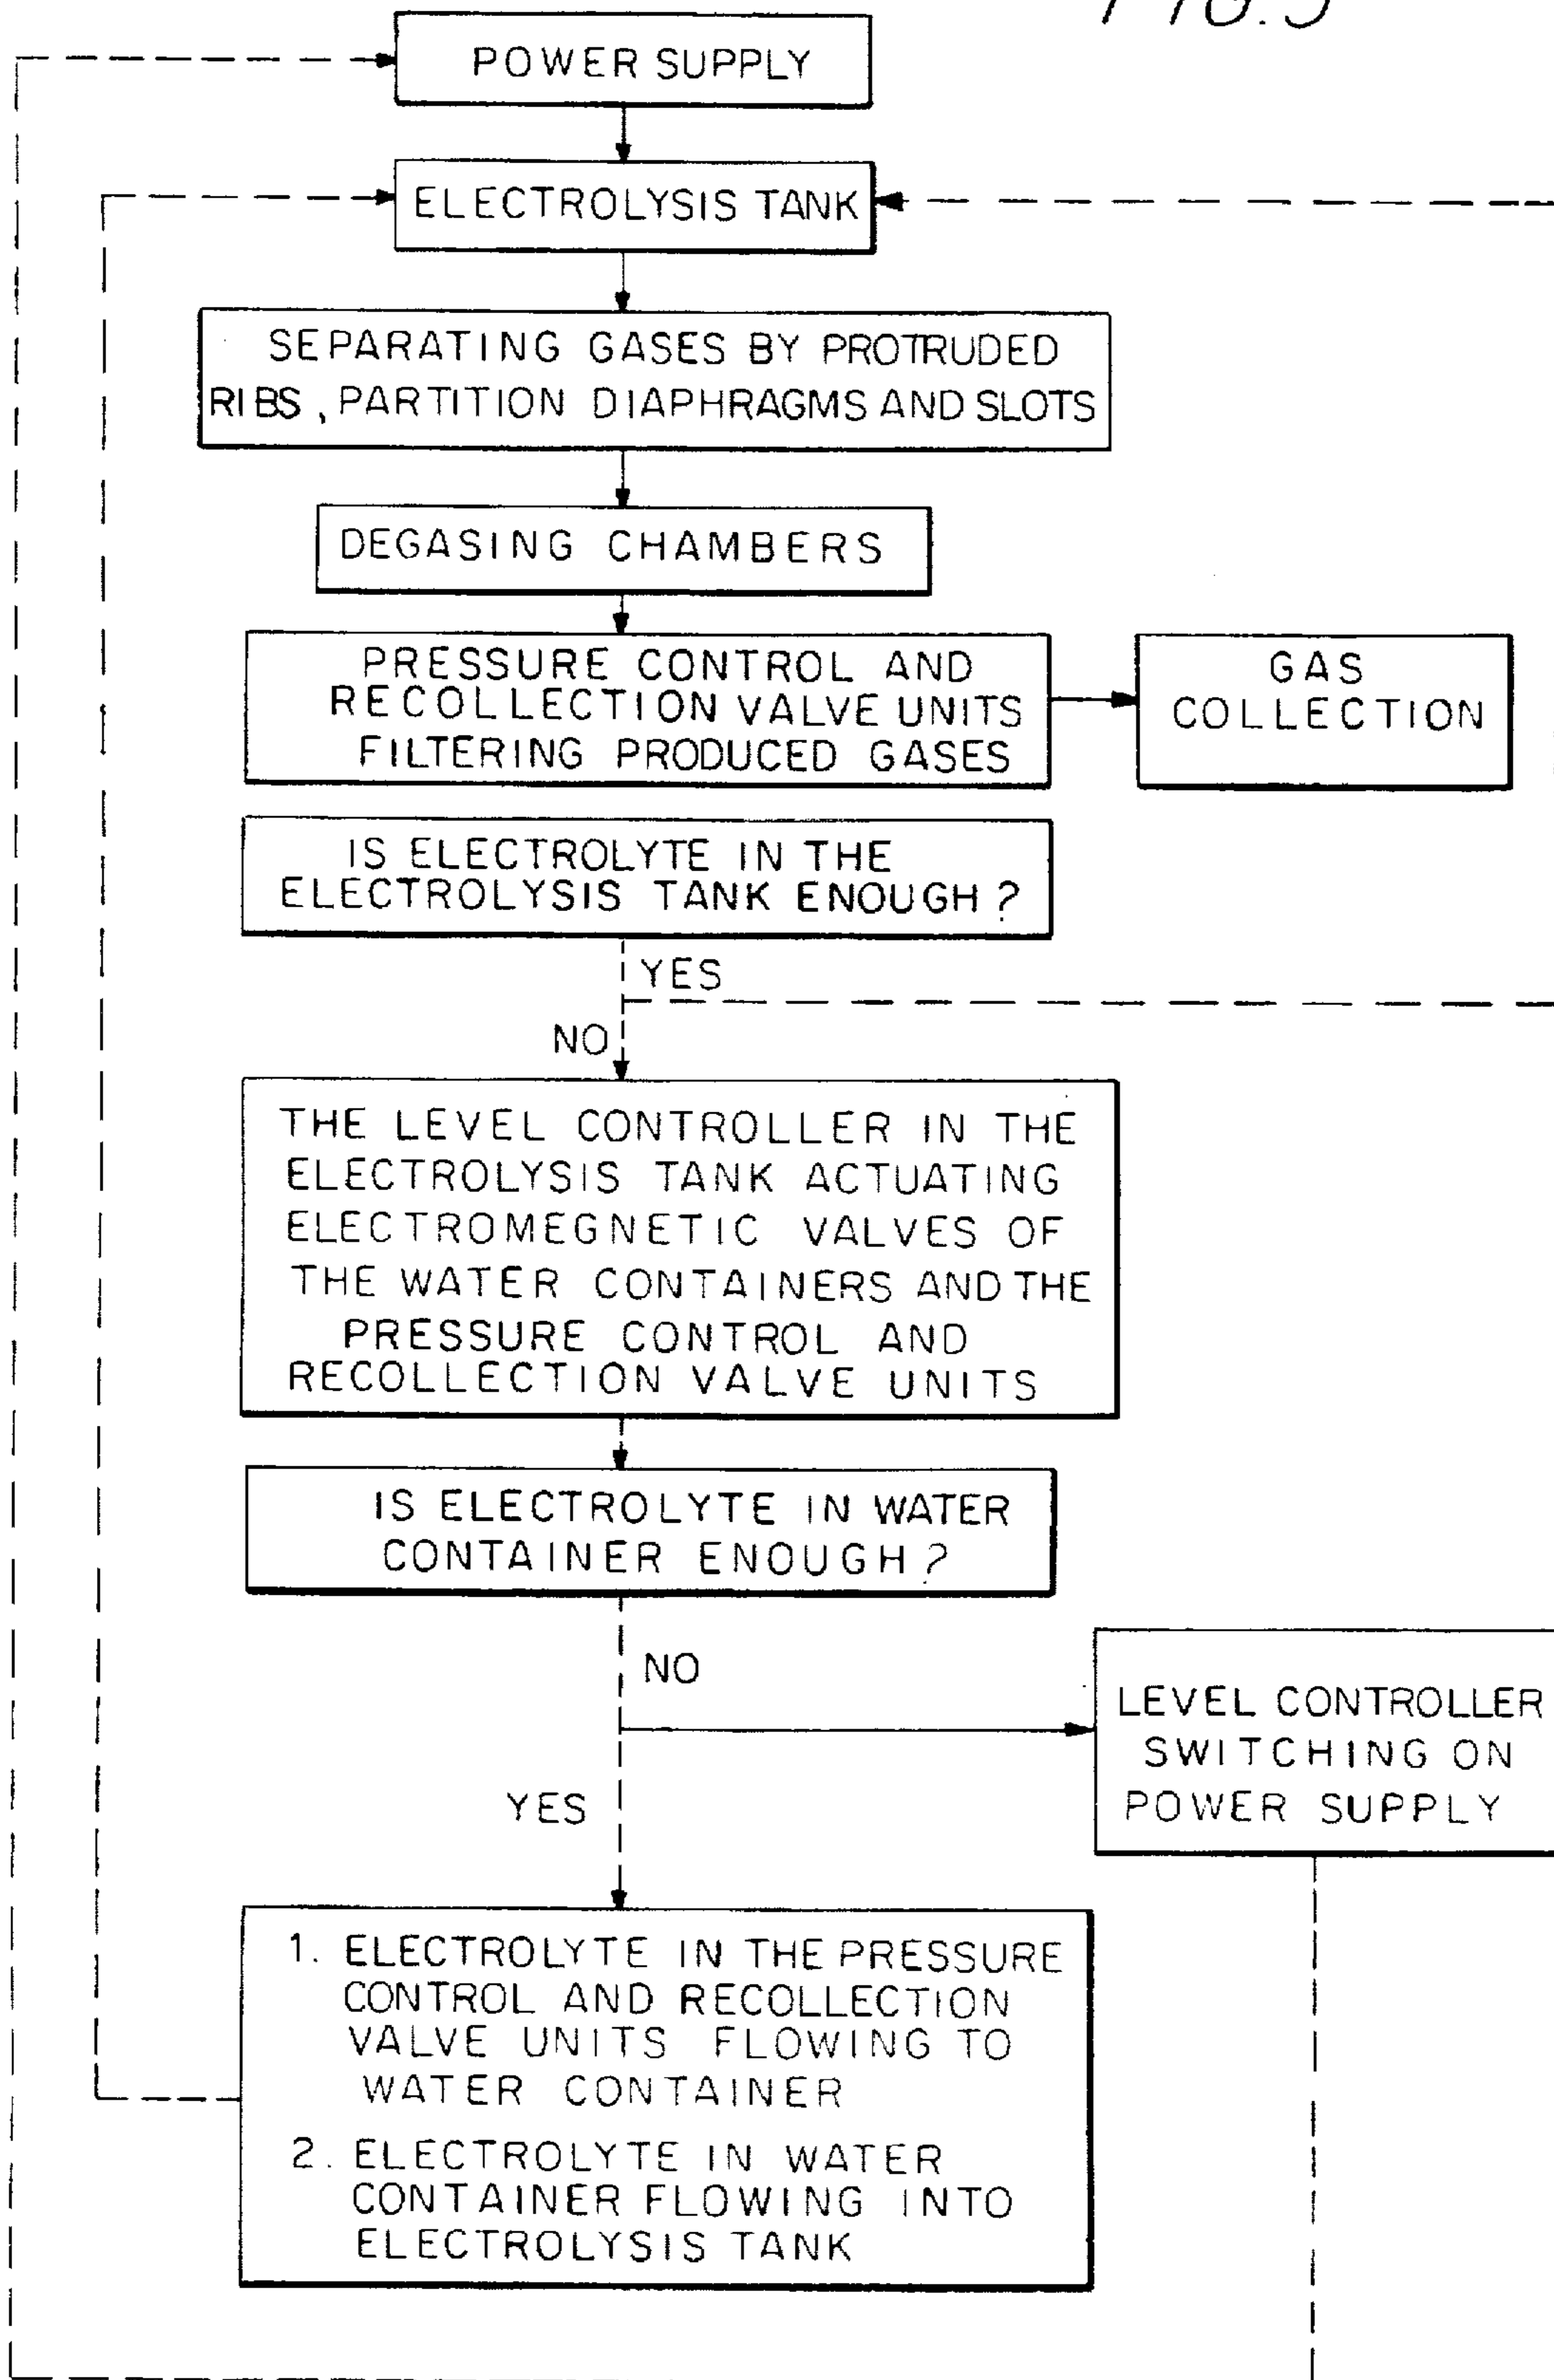 FIG.5
POWER SUPPLY
ELECTROLYSIS TANK
SEPARATING GASES BY PROTRUDED
RIBS, PARTITION DIAPHRAGMS AND SLOTS
DEGASING CHAMBERS
PRESSURE CONTROL AND
RECOLLECTION VALVE UNITS
FILTERING PRODUCED GASES
GAS
COLLECTION
IS ELECTROLYTE IN THE
ELECTROLYSIS TANK ENOUGH?
YES
NO
THE LEVEL CONTROLLER IN THE
ELECTROLYSIS TANK ACTUATING
ELECTROMEGNETIC VALVES OF
THE WATER CONTAINERS AND THE
PRESSURE CONTROL AND
RECOLLECTION VALVE UNITS
IS ELECTROLYTE IN WATER
CONTAINER ENOUGH?
NO
LEVEL CONTROLLER
SWITCHING ON
POWER SUPPLY
YES
1. ELECTROLYTE IN THE PRESSURE
CONTROL AND RECOLLECTION
VALVE UNITS FLOWING TO
WATER CONTAINER
2. ELECTROLYTE IN WATER
CONTAINER FLOWING INTO
ELECTROLYSIS TANK